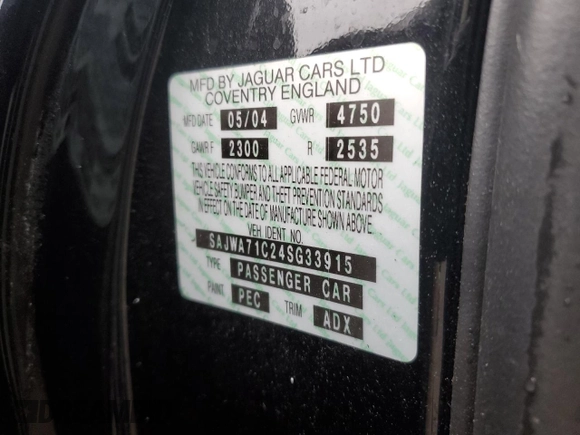 MFD BY JAGUAR CARS LTD
COVENTRY ENGLAND
MFD DATE 05/04 GVWR 4750
GAWR F 2300 R 2535
THIS VEHICLE CONFORMS TO ALL APPLICABLE FEDERAL MOTOR
VEHICLE SAFETY BUMPER AND THEFT PREVENTION STANDARDS
IN EFFECT ON THE DATE OF MANUFACTURE SHOWN ABOVE.
VEH IDENT. NO.
SAJWA71C24SG33915
TYPE PASSENGER CAR
PAINT PEC TRIM ADX